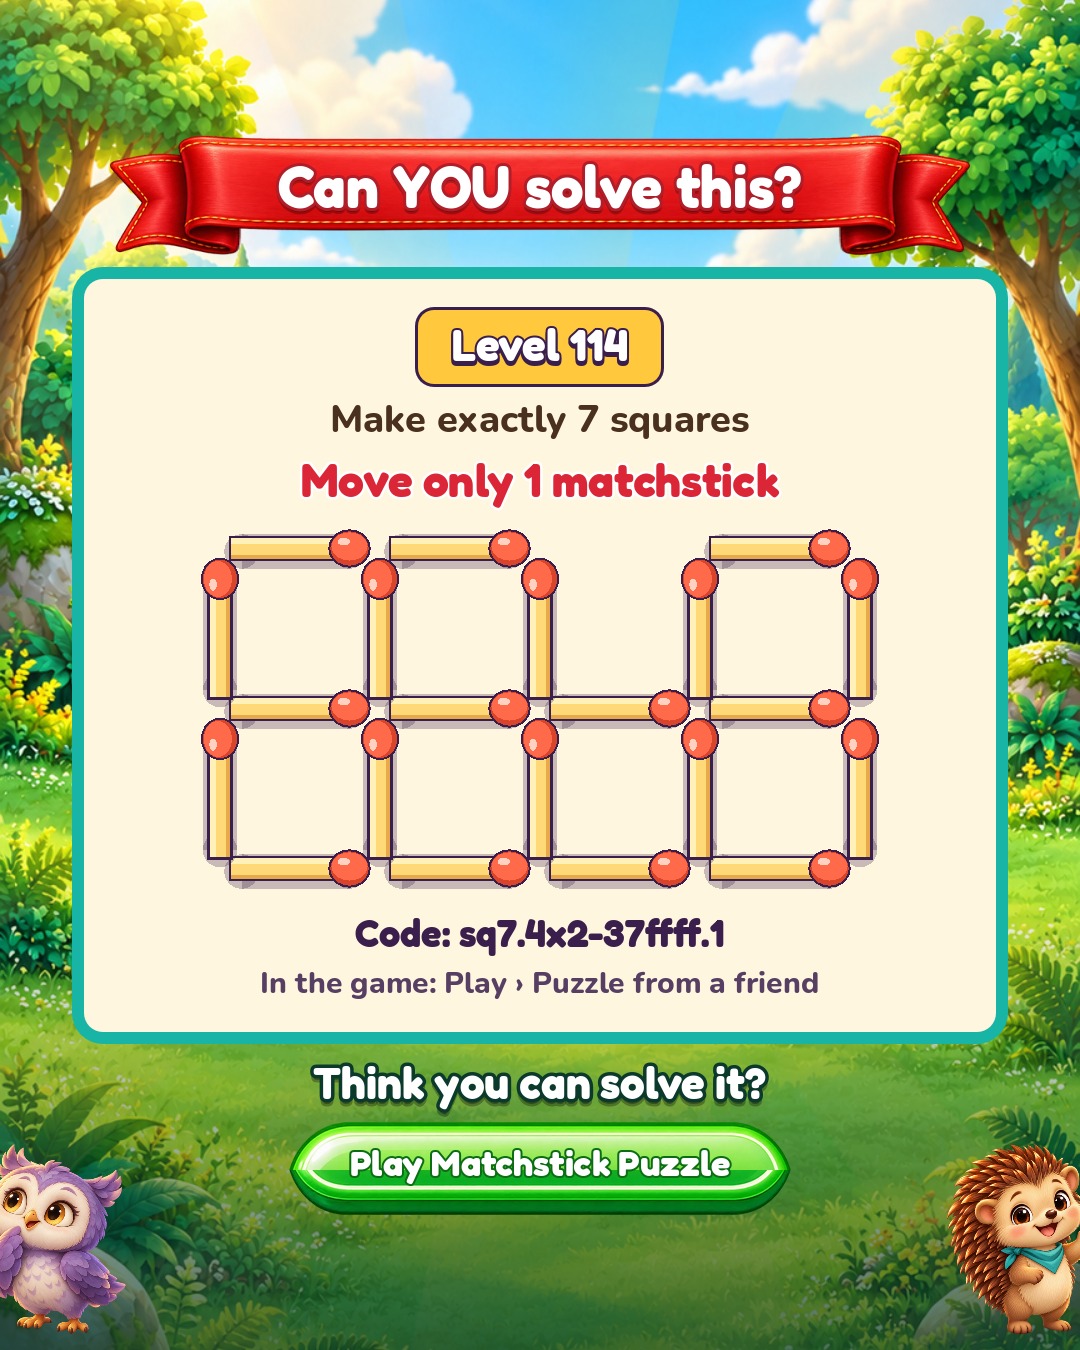 Can YOU solve this?
Level 114
Make exactly 7 squares
Move only 1 matchstick
Code: sq7.4x2-37ffff.1
In the game: Play › Puzzle from a friend
Think you can solve it?
Play Matchstick Puzzle